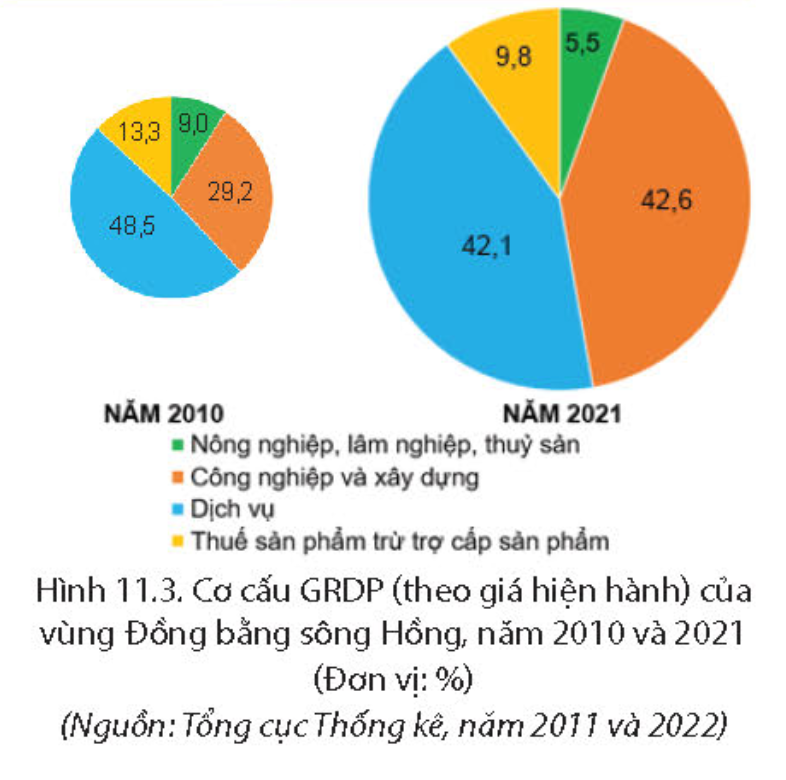 13,3
9,0
29,2
48,5
9,8
5,5
42,6
42,1
NĂM 2010
NĂM 2021
Nông nghiệp, lâm nghiệp, thuỷ sản
Công nghiệp và xây dựng
Dịch vụ
Thuế sản phẩm trừ trợ cấp sản phẩm
Hình 11.3. Cơ cấu GRDP (theo giá hiện hành) của
vùng Đồng bằng sông Hồng, năm 2010 và 2021
(Đơn vị: %)
(Nguồn: Tổng cục Thống kê, năm 2011 và 2022)